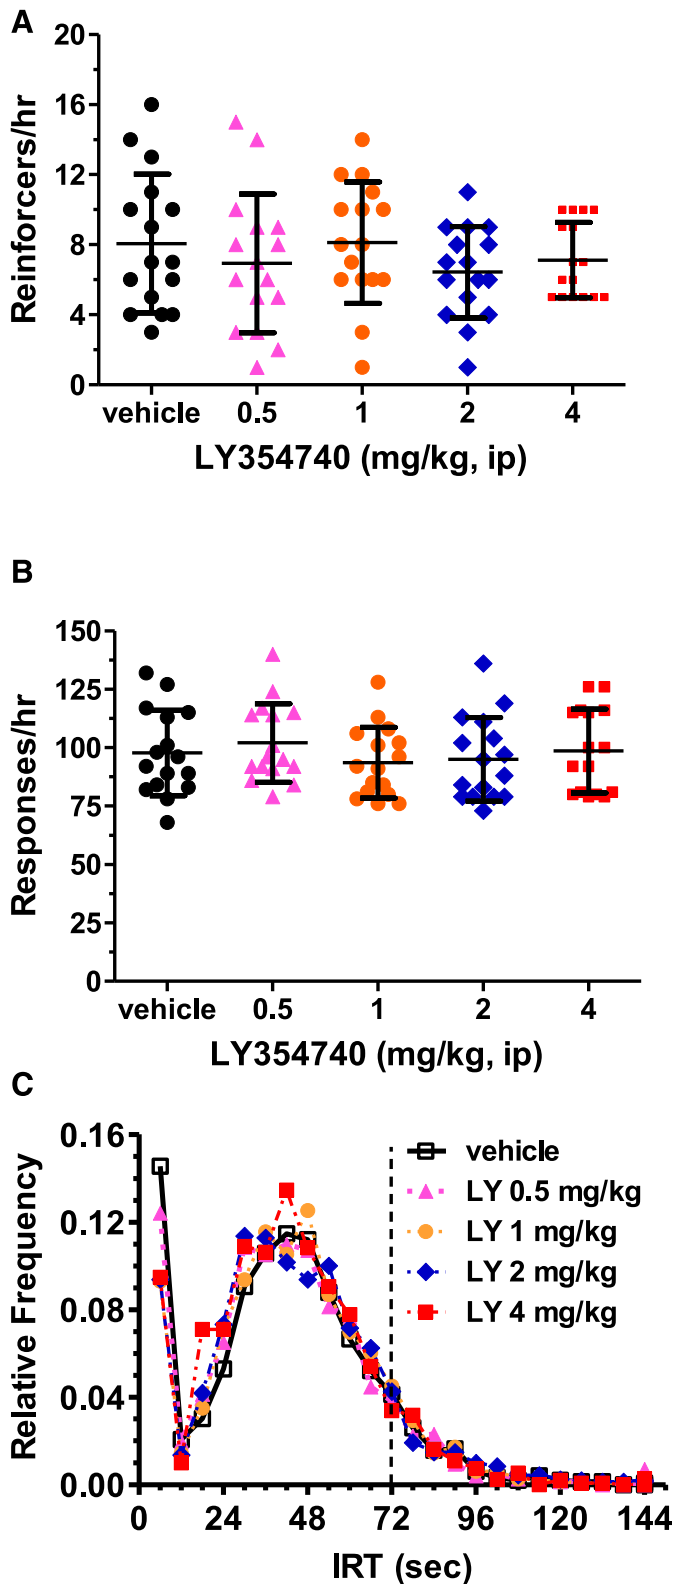 A
20
16
12
8
4
0
Reinforcers/hr
vehicle 0.5 1 2 4
LY354740 (mg/kg, ip)
B
150
125
100
75
50
25
0
Responses/hr
vehicle 0.5 1 2 4
LY354740 (mg/kg, ip)
C
0.16
0.12
0.08
0.04
0.00
Relative Frequency
vehicle
LY 0.5 mg/kg
LY 1 mg/kg
LY 2 mg/kg
LY 4 mg/kg
0 24 48 72 96 120 144
IRT (sec)